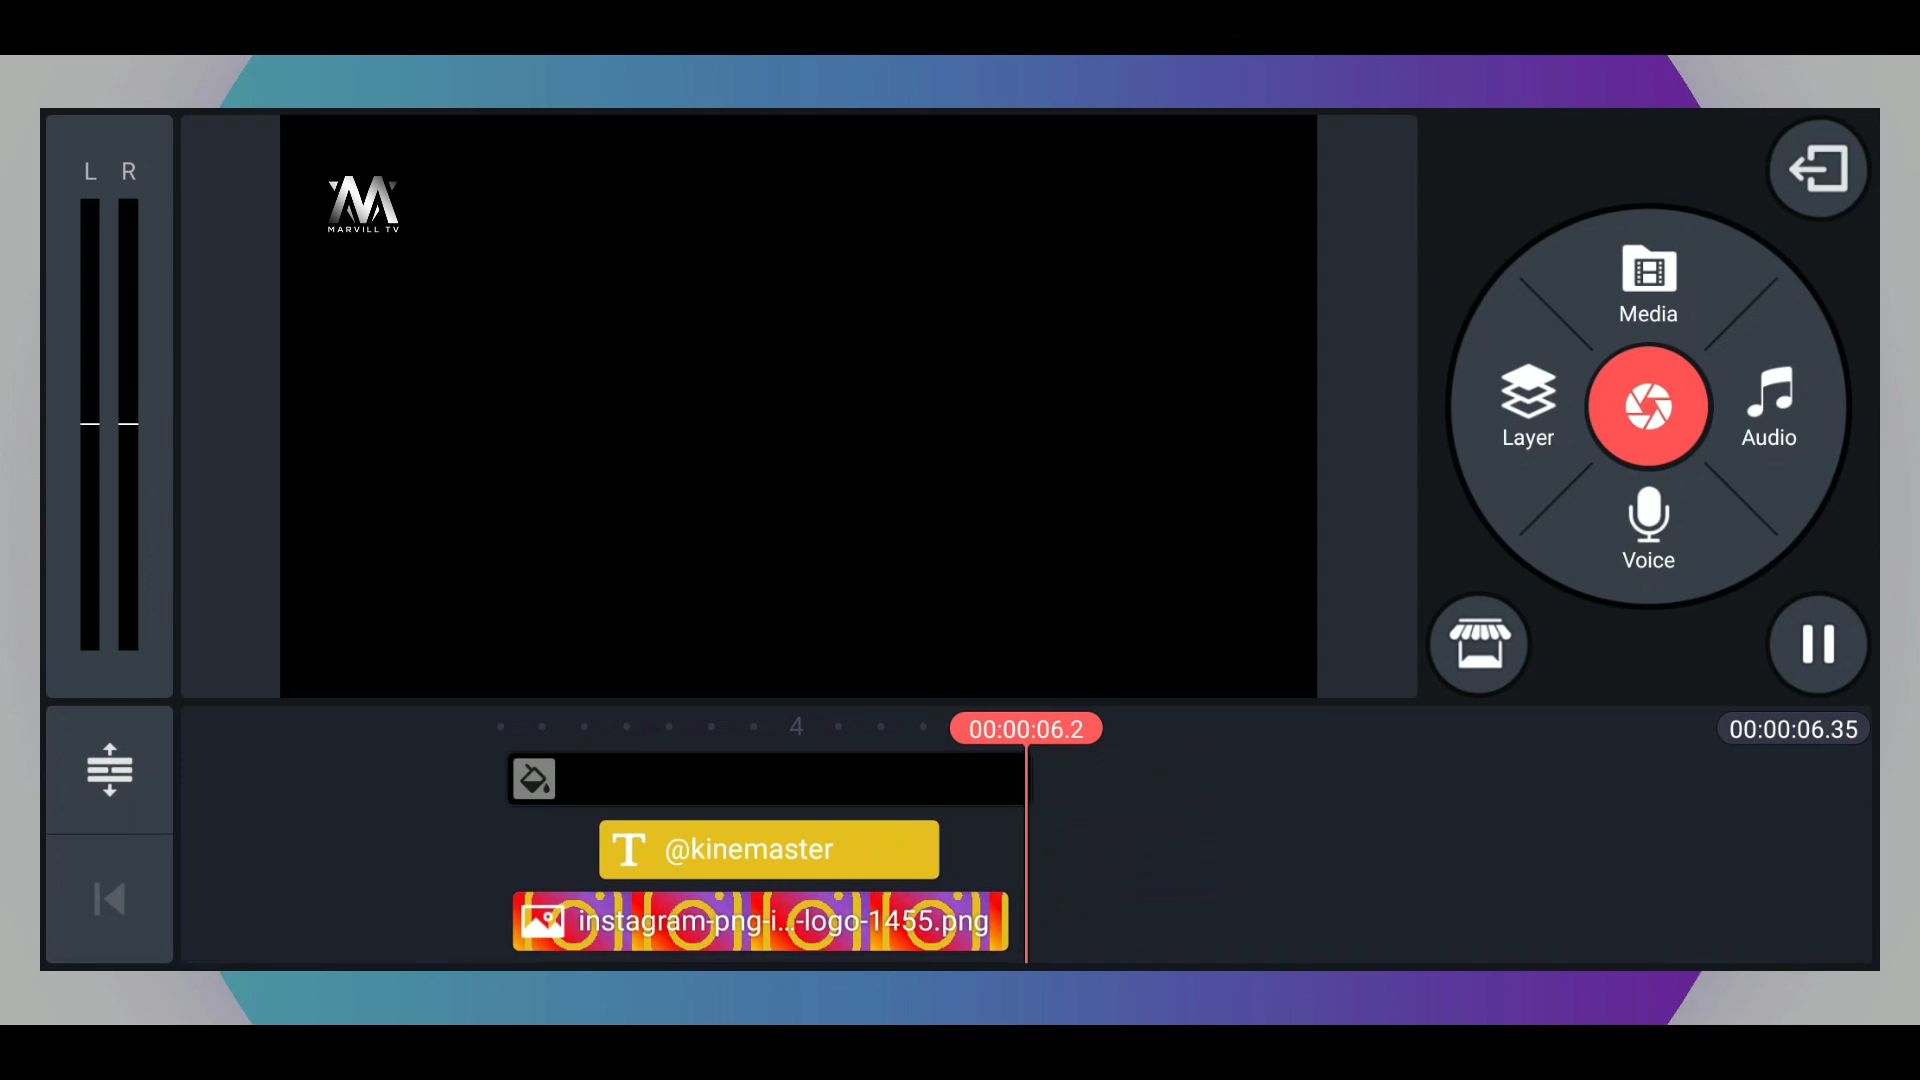 L R
MARVILL TV
Media
Layer
Audio
Voice
4
00:00:06.2
00:00:06.35
T @kinemaster
instagram-png-i...-logo-1455.png